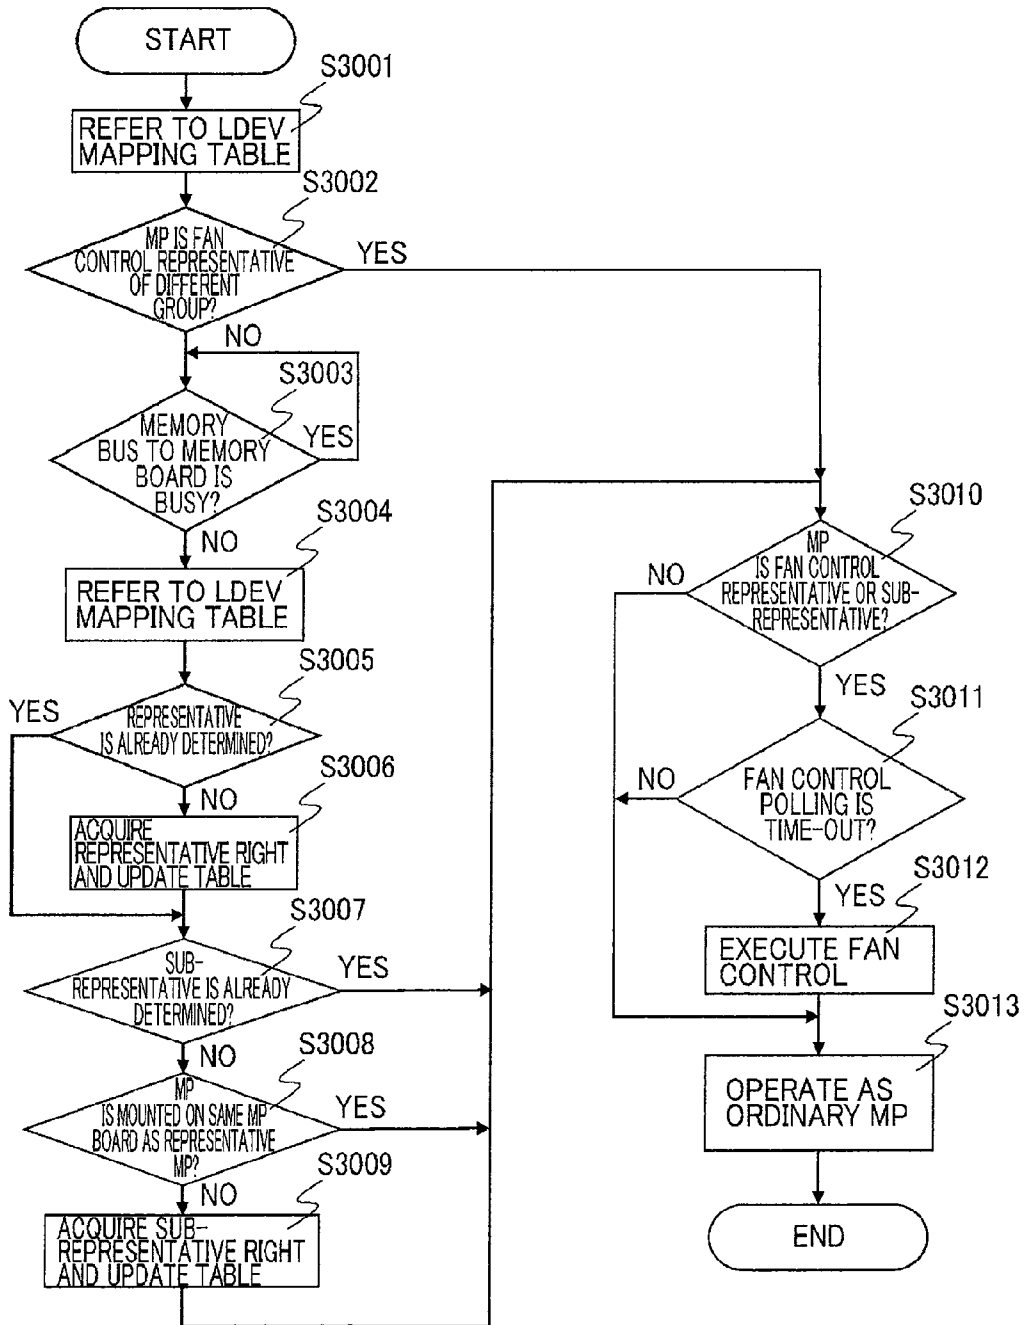 START
S3001
REFER TO LDEV
MAPPING TABLE
S3002
MP IS FAN
CONTROL REPRESENTATIVE
OF DIFFERENT
GROUP?
YES
NO
S3003
MEMORY
BUS TO MEMORY
BOARD IS
BUSY?
YES
NO
S3004
REFER TO LDEV
MAPPING TABLE
S3005
YES
REPRESENTATIVE
IS ALREADY DETERMINED?
NO
S3006
ACQUIRE
REPRESENTATIVE RIGHT
AND UPDATE TABLE
S3007
SUB-
REPRESENTATIVE IS ALREADY
DETERMINED?
YES
NO
S3008
MP
IS MOUNTED ON SAME MP
BOARD AS REPRESENTATIVE
MP?
YES
NO
S3009
ACQUIRE SUB-
REPRESENTATIVE RIGHT
AND UPDATE TABLE
S3010
MP
IS FAN CONTROL
REPRESENTATIVE OR SUB-
REPRESENTATIVE?
NO
YES
S3011
FAN CONTROL
POLLING IS
TIME-OUT?
NO
YES
S3012
EXECUTE FAN
CONTROL
S3013
OPERATE AS
ORDINARY MP
END